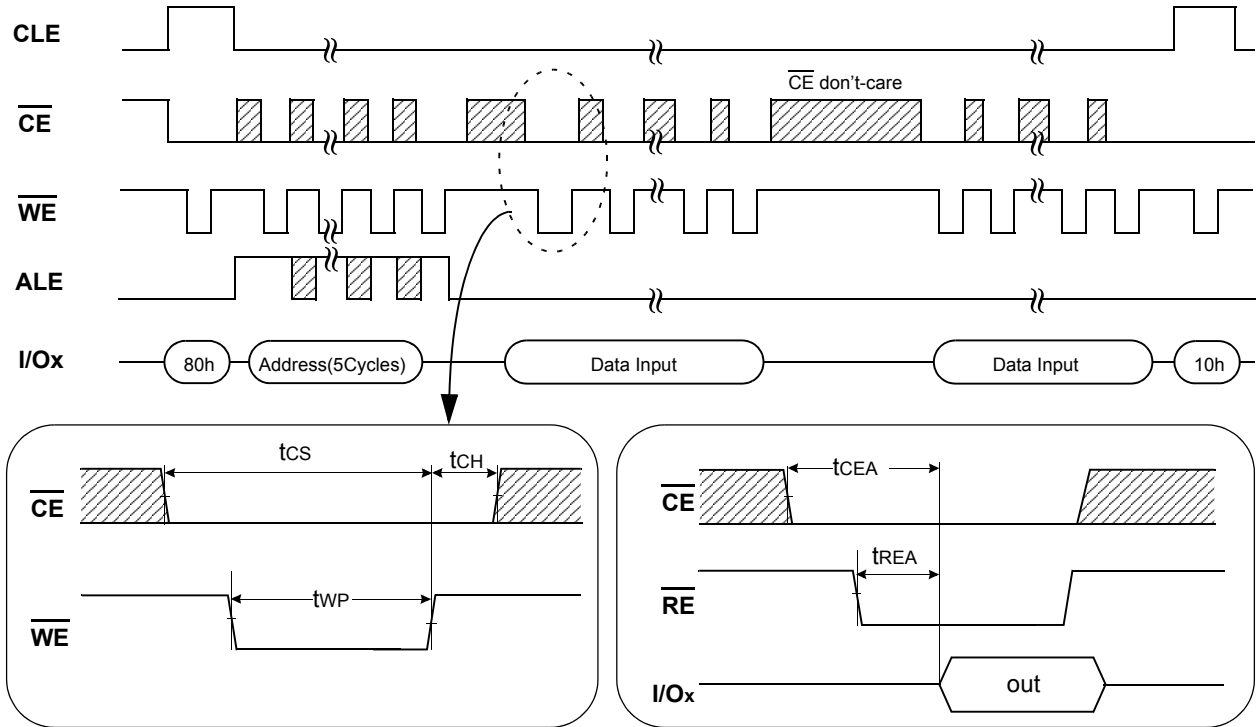 CLE
CE don't-care
CE
WE
ALE
I/Ox 80h Address(5Cycles) Data Input Data Input 10h
tCS tCH
CE
tWP
WE
tCEA
CE
tREA
RE
I/Ox out